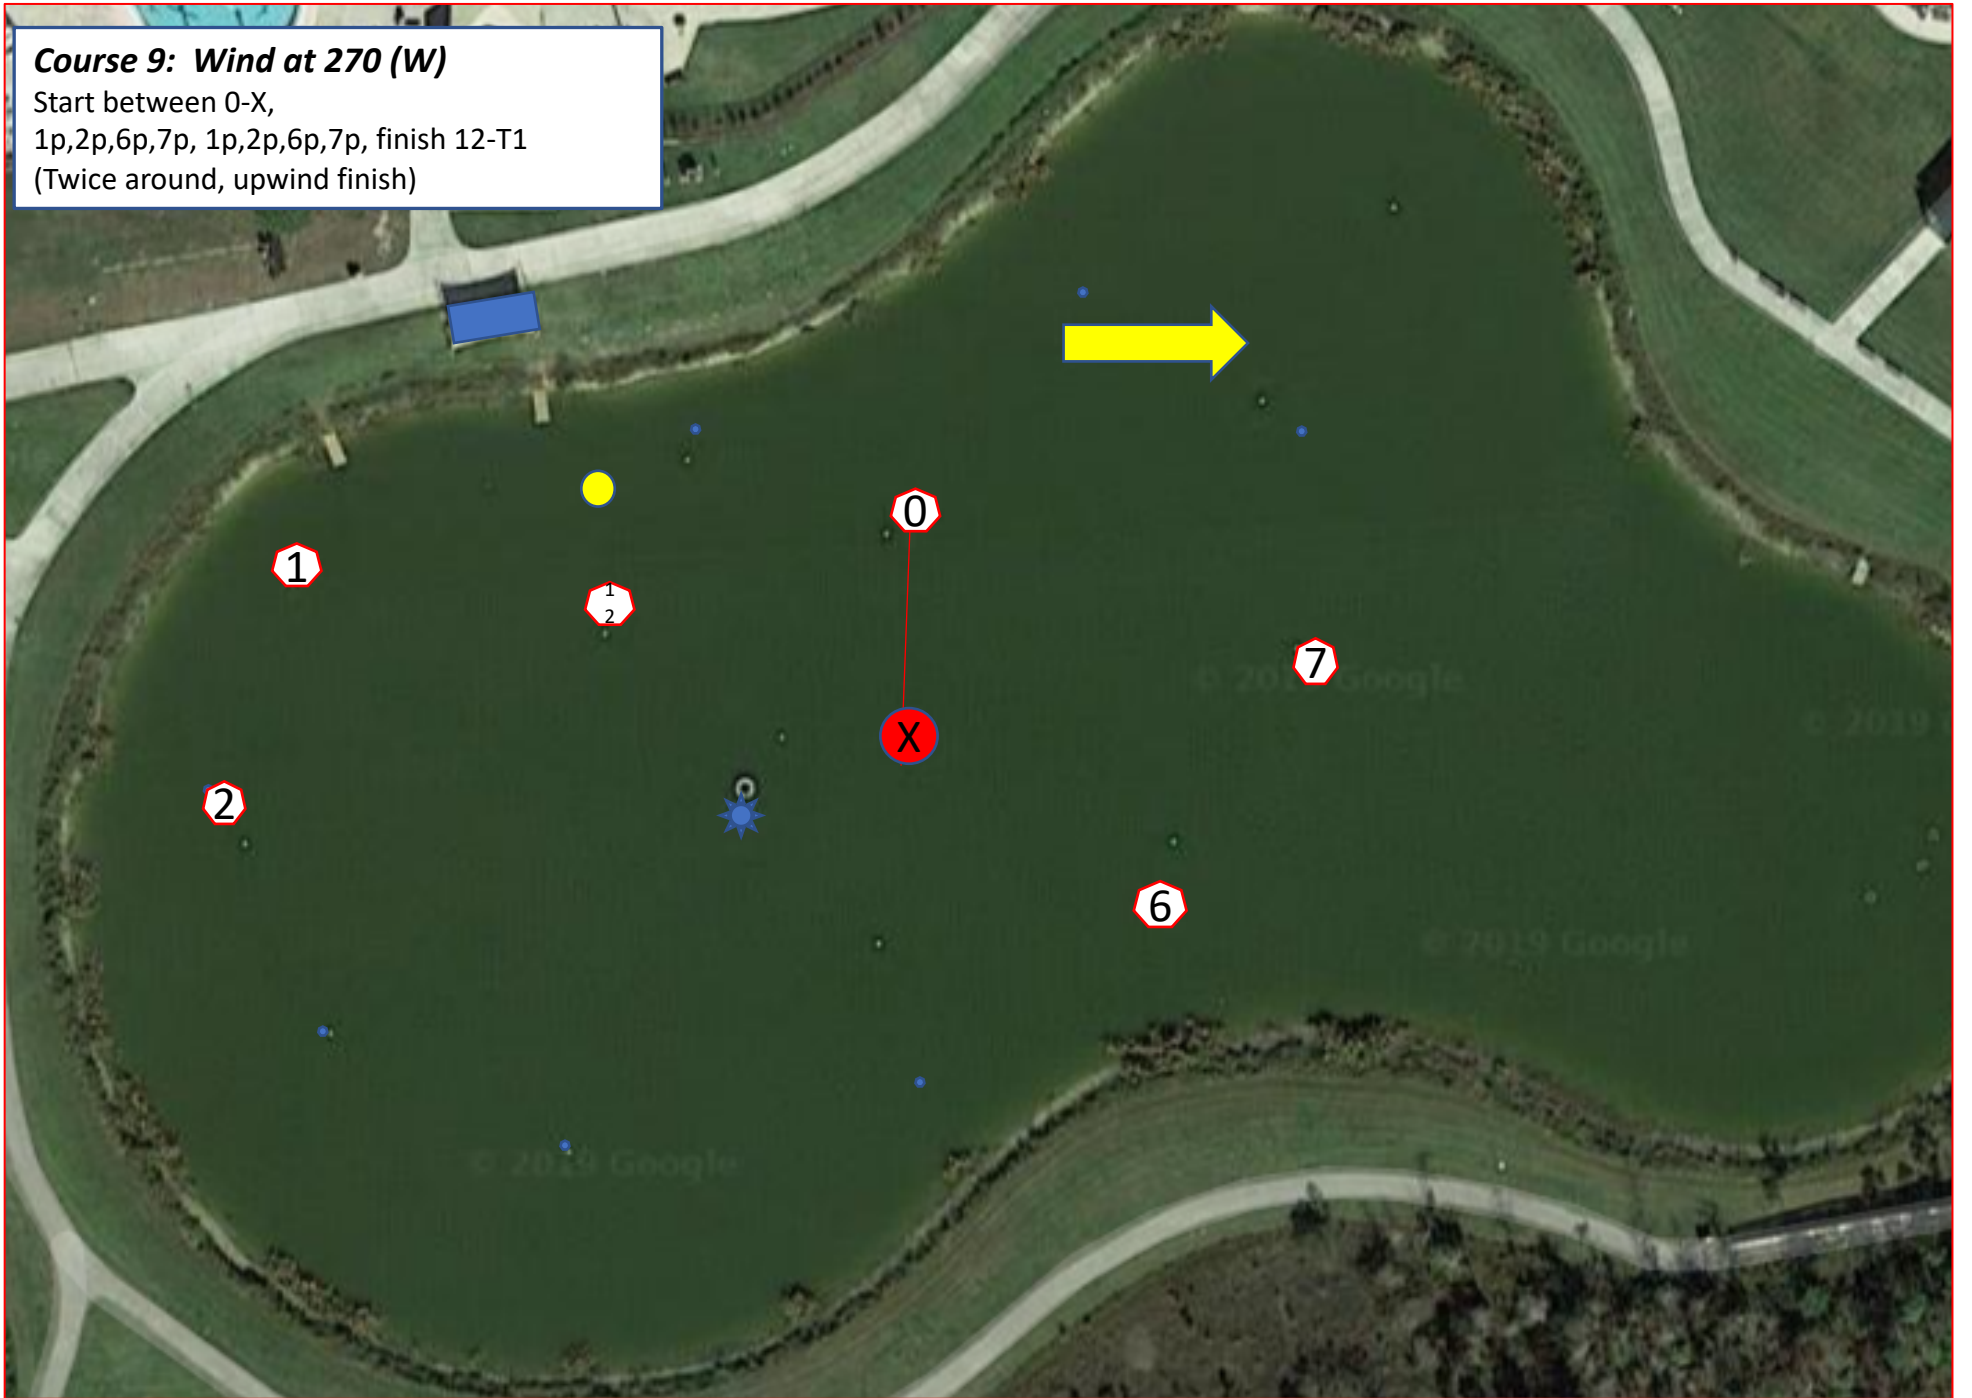 Course 9: Wind at 270 (W)
Start between 0-X,
1p,2p,6p,7p, 1p,2p,6p,7p, finish 12-T1
(Twice around, upwind finish)
0
1
1
2
7
© 2019 Google
© 2019
X
2
6
© 2019 Google
© 2019 Google